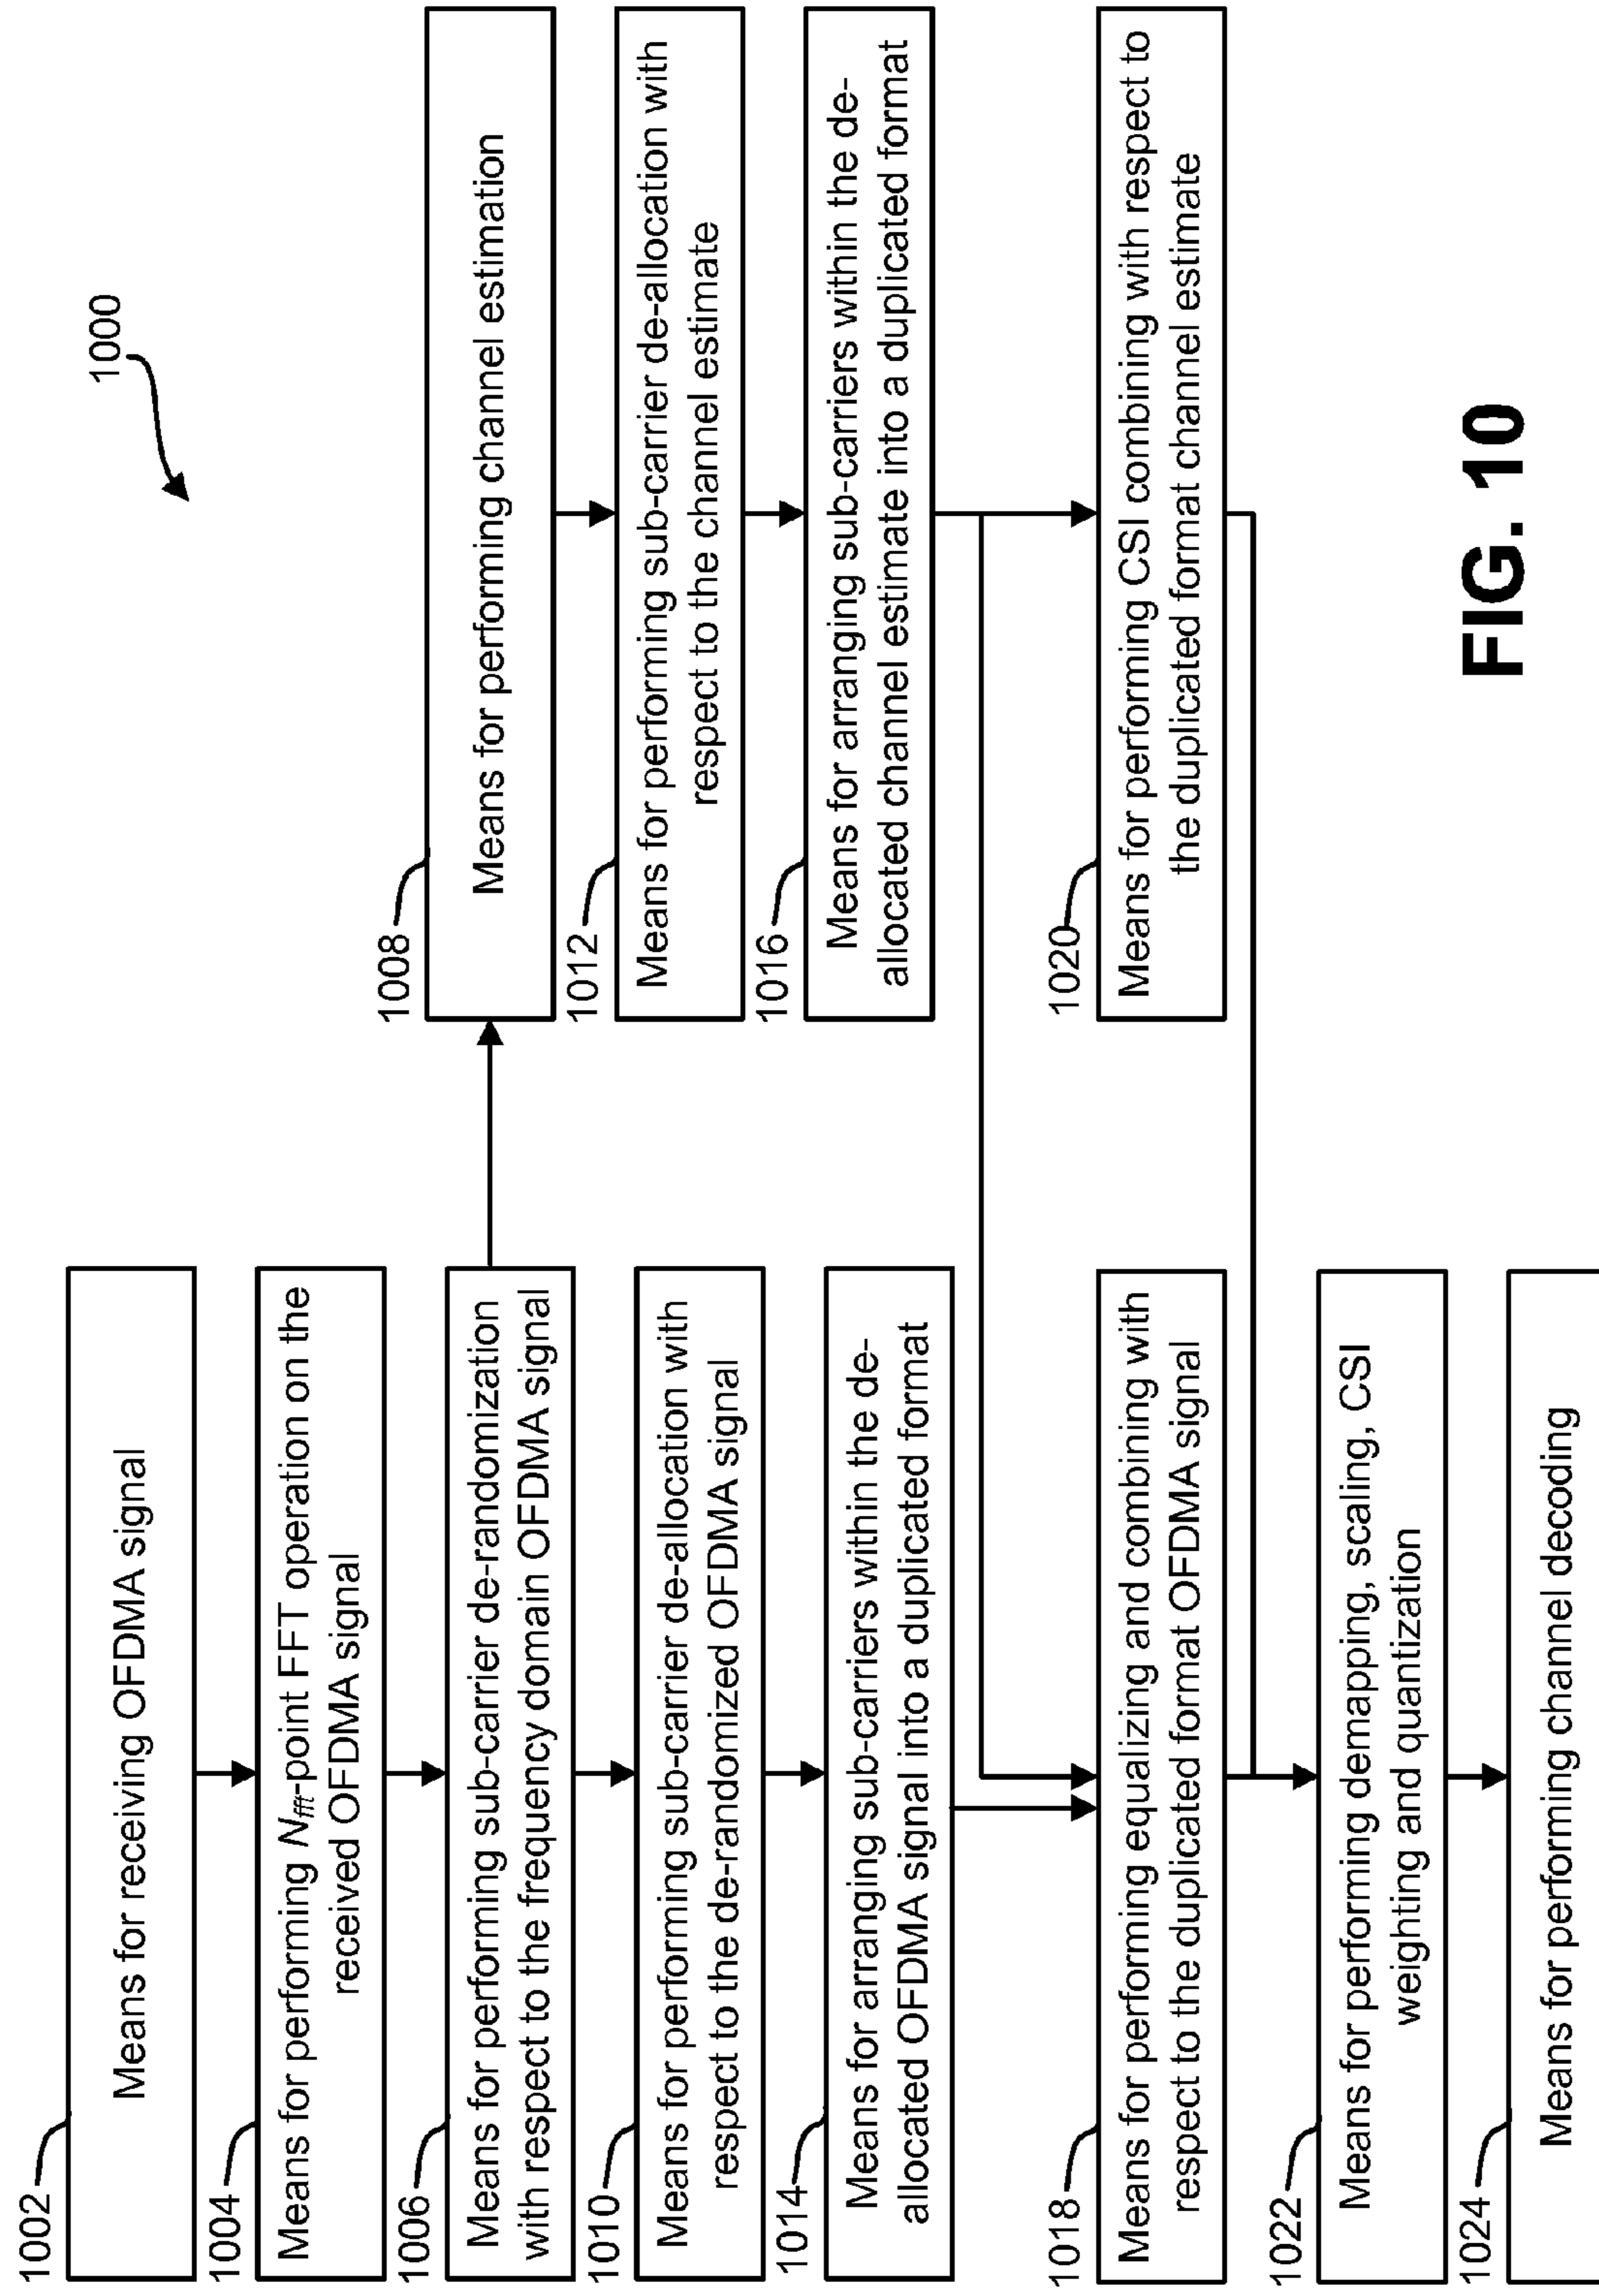 1000
1002
Means for receiving OFDMA signal
1004
Means for performing Nfft-point FFT operation on the
received OFDMA signal
1006
Means for performing sub-carrier de-randomization
with respect to the frequency domain OFDMA signal
1008
Means for performing channel estimation
1010
Means for performing sub-carrier de-allocation with
respect to the de-randomized OFDMA signal
1012
Means for performing sub-carrier de-allocation with
respect to the channel estimate
1014
Means for arranging sub-carriers within the de-
allocated OFDMA signal into a duplicated format
1016
Means for arranging sub-carriers within the de-
allocated channel estimate into a duplicated format
1018
Means for performing equalizing and combining with
respect to the duplicated format OFDMA signal
1020
Means for performing CSI combining with respect to
the duplicated format channel estimate
1022
Means for performing demapping, scaling, CSI
weighting and quantization
1024
Means for performing channel decoding
FIG. 10